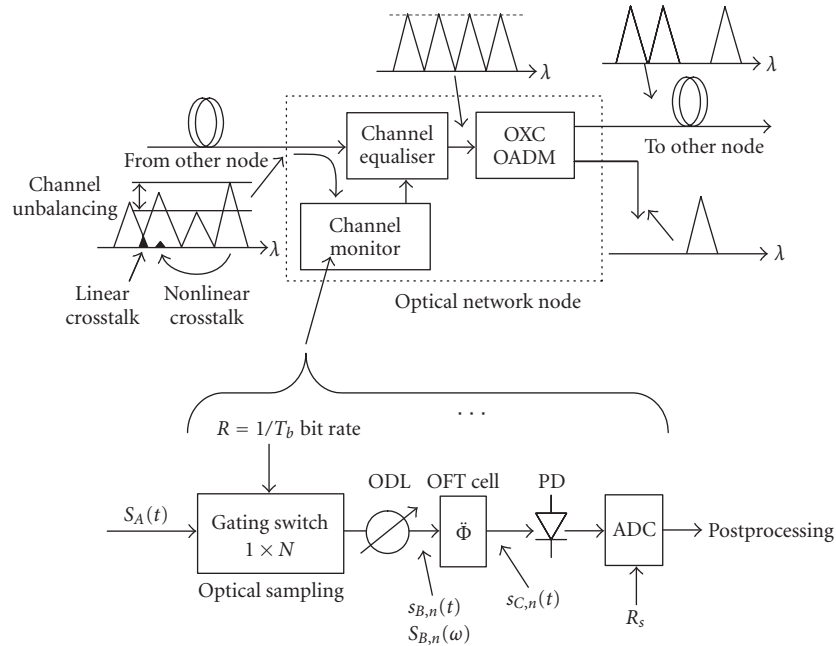 λ
λ
From other node
Channel
equaliser
OXC
OADM
To other node
Channel
unbalancing
Channel
monitor
λ
λ
Linear
crosstalk
Nonlinear
crosstalk
Optical network node
. . .
R = 1/T_b bit rate
ODL
OFT cell
PD
S_A(t)
Gating switch
1 × N
Φ̈
ADC
Postprocessing
Optical sampling
s_{B,n}(t)
S_{B,n}(ω)
s_{C,n}(t)
R_s